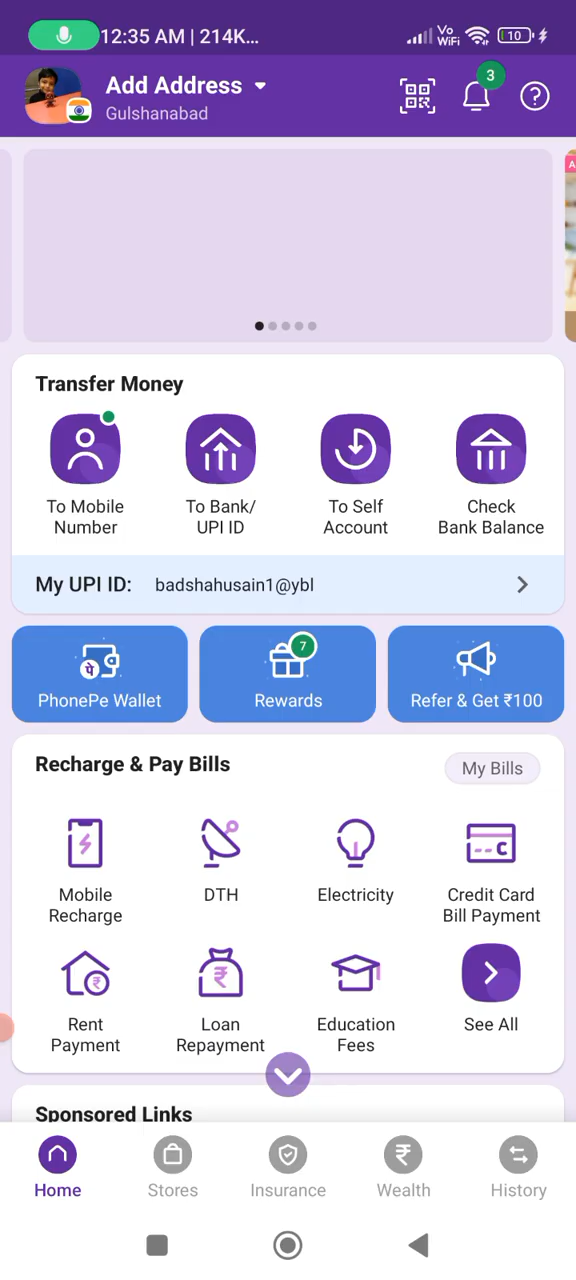 12:35 AM | 214K...
Vo
WiFi
10
Add Address
Gulshanabad
3
A
Transfer Money
To Mobile
Number
To Bank/
UPI ID
To Self
Account
Check
Bank Balance
My UPI ID: badshahusain1@ybl
पे
PhonePe Wallet
7
Rewards
Refer & Get ₹100
Recharge & Pay Bills
My Bills
Mobile
Recharge
DTH
Electricity
Credit Card
Bill Payment
Rent
Payment
Loan
Repayment
Education
Fees
See All
Sponsored Links
Home
Stores
Insurance
Wealth
History